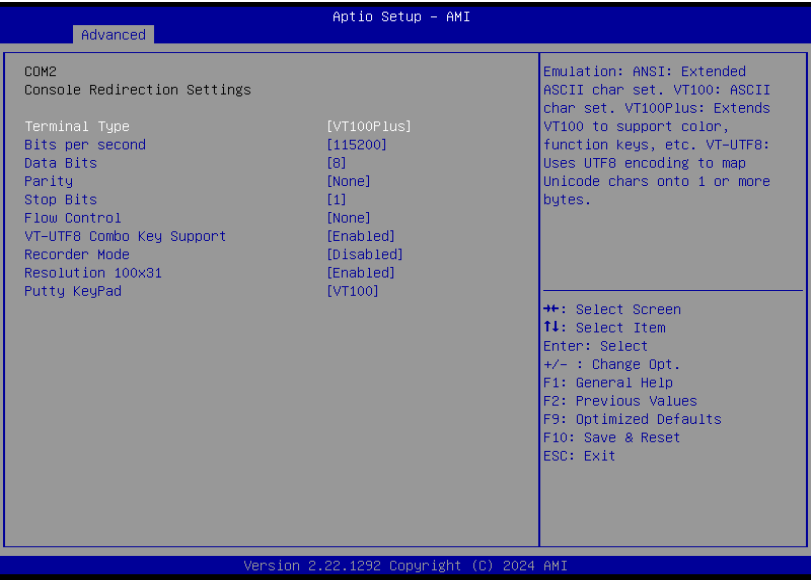 Aptio Setup – AMI
Advanced
COM2
Console Redirection Settings
Terminal Type [VT100Plus]
Bits per second [115200]
Data Bits [8]
Parity [None]
Stop Bits [1]
Flow Control [None]
VT-UTF8 Combo Key Support [Enabled]
Recorder Mode [Disabled]
Resolution 100x31 [Enabled]
Putty KeyPad [VT100]
Emulation: ANSI: Extended
ASCII char set. VT100: ASCII
char set. VT100Plus: Extends
VT100 to support color,
function keys, etc. VT-UTF8:
Uses UTF8 encoding to map
Unicode chars onto 1 or more
bytes.
→←: Select Screen
↑↓: Select Item
Enter: Select
+/- : Change Opt.
F1: General Help
F2: Previous Values
F9: Optimized Defaults
F10: Save & Reset
ESC: Exit
Version 2.22.1292 Copyright (C) 2024 AMI